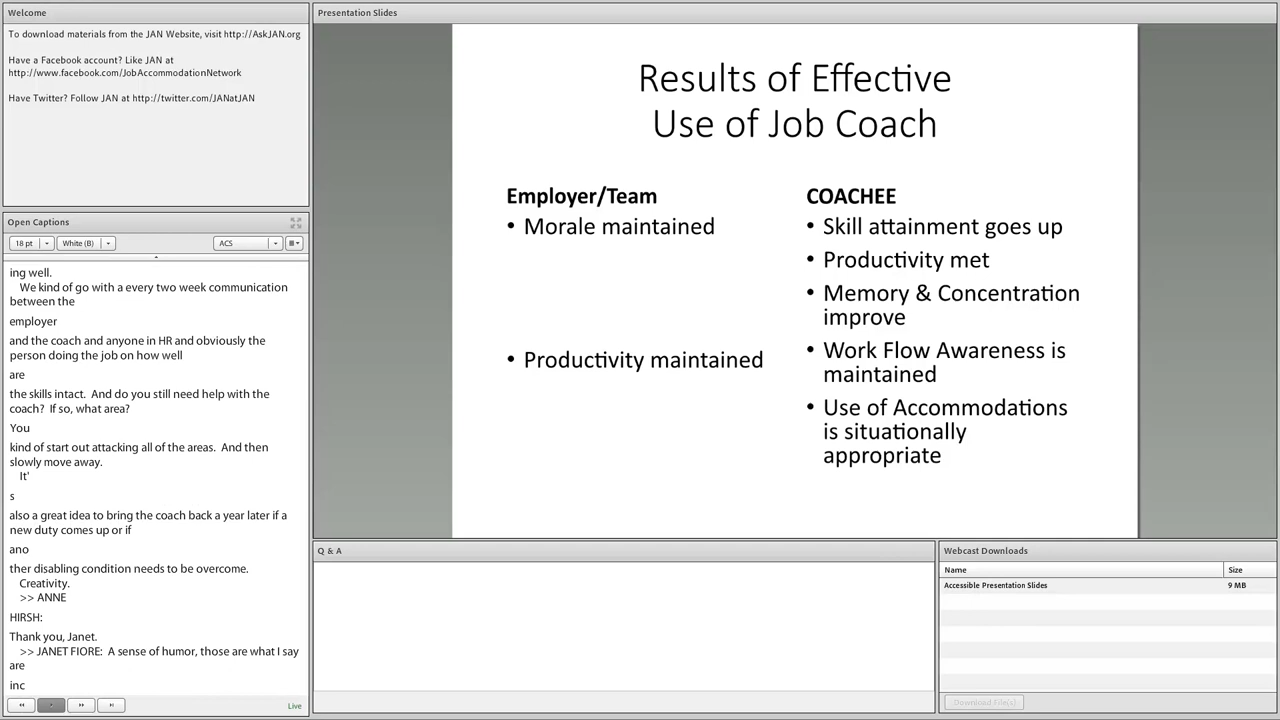 Welcome
To download materials from the JAN Website, visit http://AskJAN.org
Have a Facebook account? Like JAN at
http://www.facebook.com/JobAccommodationNetwork
Have Twitter? Follow JAN at http://twitter.com/JANatJAN
Open Captions
18 pt White (B) ACS
ing well.
We kind of go with a every two week communication
between the
employer
and the coach and anyone in HR and obviously the
person doing the job on how well
are
the skills intact. And do you still need help with the
coach? If so, what area?
You
kind of start out attacking all of the areas. And then
slowly move away.
It'
s
also a great idea to bring the coach back a year later if a
new duty comes up or if
ano
ther disabling condition needs to be overcome.
Creativity.
>> ANNE
HIRSH:
Thank you, Janet.
>> JANET FIORE: A sense of humor, those are what I say
are
inc
Live
Presentation Slides
Results of Effective
Use of Job Coach
Employer/Team
• Morale maintained
• Productivity maintained
COACHEE
• Skill attainment goes up
• Productivity met
• Memory & Concentration
improve
• Work Flow Awareness is
maintained
• Use of Accommodations
is situationally
appropriate
Q & A
Webcast Downloads
Name Size
Accessible Presentation Slides 9 MB
Download File(s)